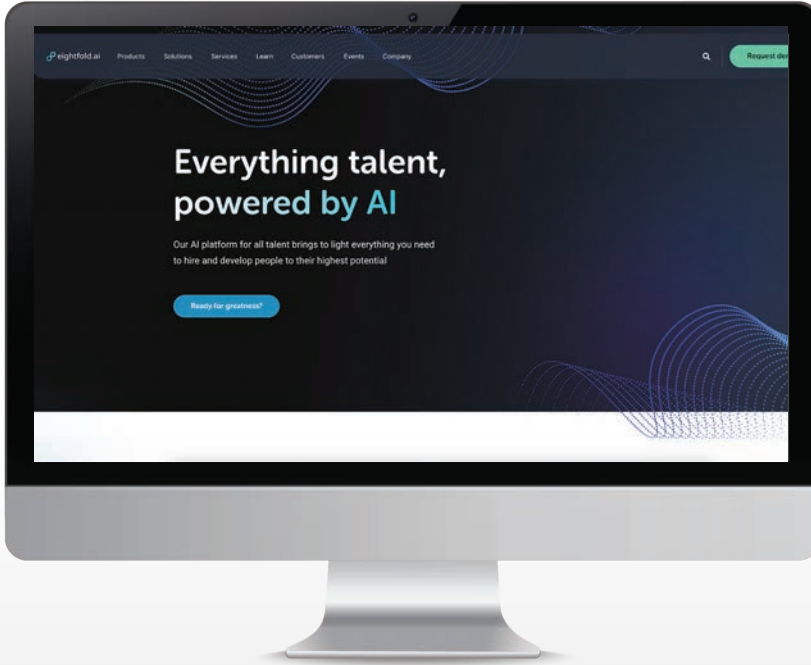 eightfold.ai Products Solutions Services Learn Customers Events Company Request
Everything talent,
powered by AI
Our AI platform for all talent brings to light everything you need
to hire and develop people to their highest potential
Ready for greatness?